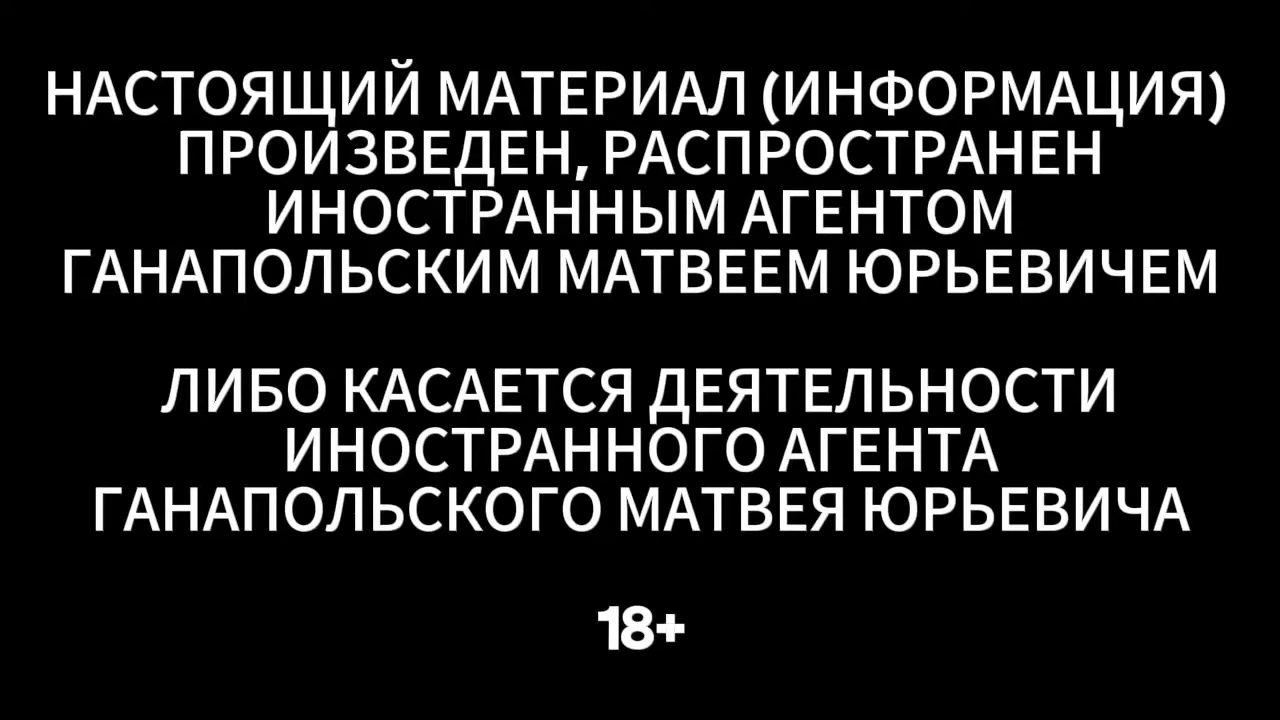 НАСТОЯЩИЙ МАТЕРИАЛ (ИНФОРМАЦИЯ)
ПРОИЗВЕДЕН, РАСПРОСТРАНЕН
ИНОСТРАННЫМ АГЕНТОМ
ГАНАПОЛЬСКИМ МАТВЕЕМ ЮРЬЕВИЧЕМ
ЛИБО КАСАЕТСЯ ДЕЯТЕЛЬНОСТИ
ИНОСТРАННОГО АГЕНТА
ГАНАПОЛЬСКОГО МАТВЕЯ ЮРЬЕВИЧА
18+